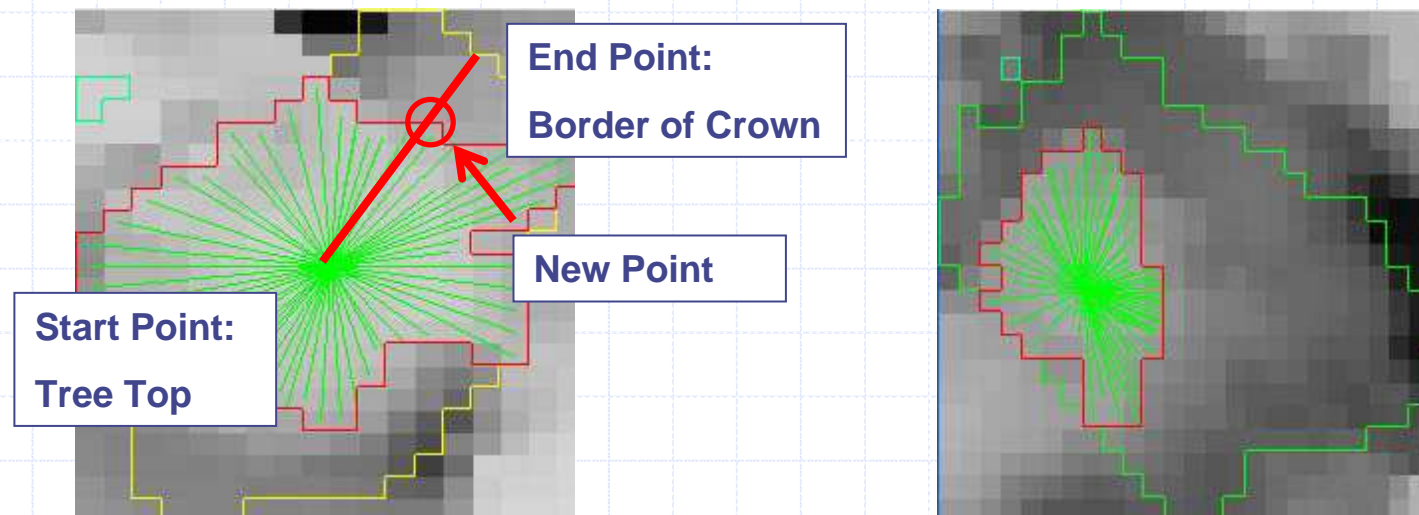 End Point:
Border of Crown
New Point
Start Point:
Tree Top